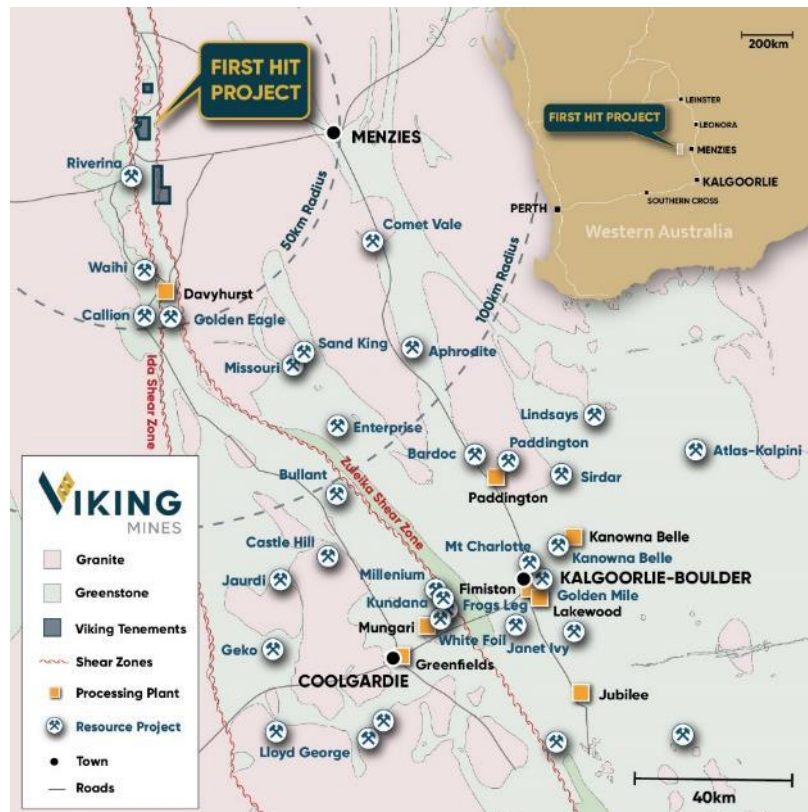 FIRST HIT
PROJECT
200km
LEINSTER
LEONORA
FIRST HIT PROJECT
MENZIES
KALGOORLIE
PERTH
SOUTHERN CROSS
Western Australia
MENZIES
Riverina
50km Radius
Comet Vale
100km Radius
Waihi
Davyhurst
Callion
Golden Eagle
Ida Shear Zone
Sand King
Missouri
Aphrodite
Enterprise
Lindsays
Bardoc
Paddington
Atlas-Kalpini
Sirdar
Paddington
Bullant
Zuleika Shear Zone
Castle Hill
Mt Charlotte
Kanowna Belle
Kanowna Belle
Jaurdi
Millenium
Fimiston
KALGOORLIE-BOULDER
Kundana
Frogs Leg
Golden Mile
Lakewood
Mungari
White Foil
Janet Ivy
Geko
Greenfields
COOLGARDIE
Jubilee
Lloyd George
40km
VIKING
MINES
Granite
Greenstone
Viking Tenements
Shear Zones
Processing Plant
Resource Project
Town
Roads